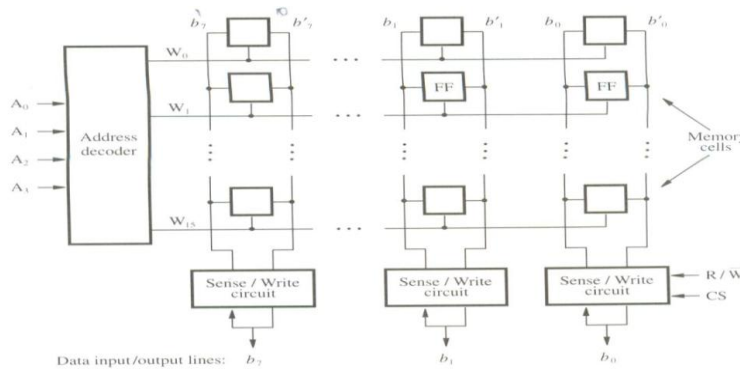 b₇ b′₇ b₁ b′₁ b₀ b′₀
W₀
FF FF
A₀
W₁
A₁
Address
decoder
Memory
cells
A₂
A₃
W₁₅
Sense / Write
circuit
Sense / Write
circuit
Sense / Write
circuit
R / W
CS
Data input/output lines: b₇ b₁ b₀